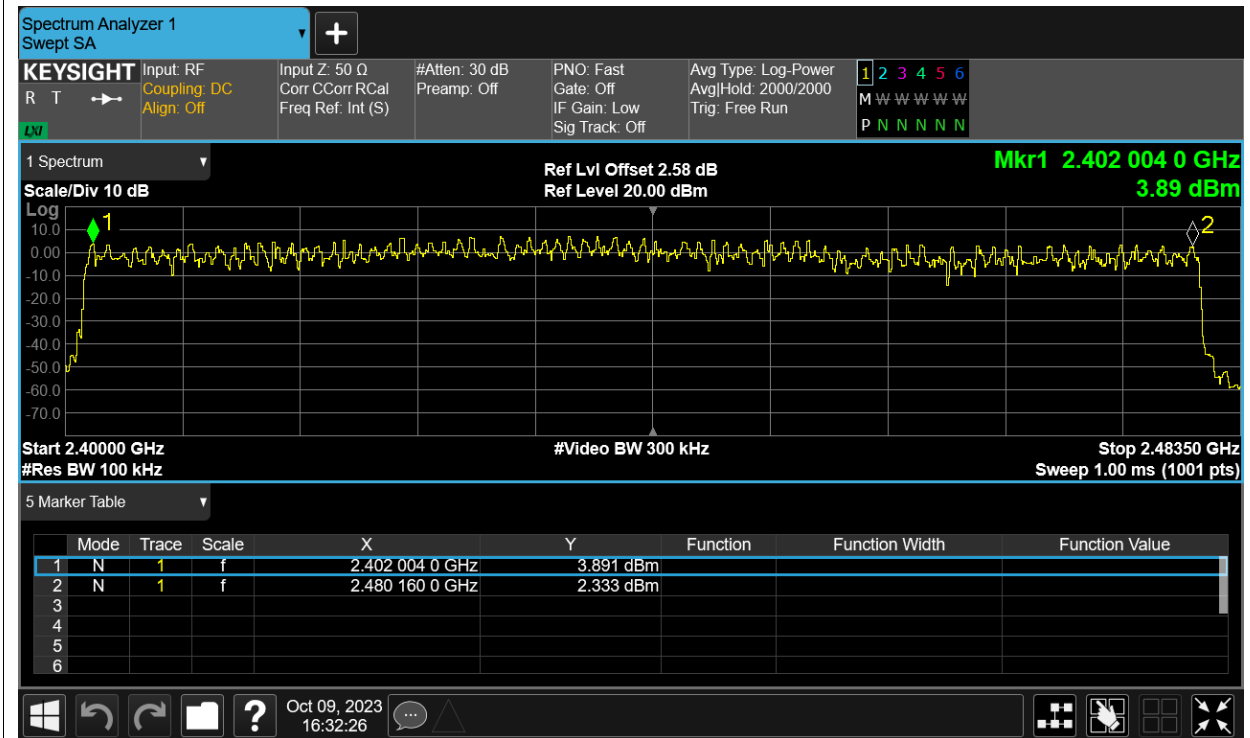 Spectrum Analyzer 1
Swept SA
KEYSIGHT
R T
LXI
Input: RF
Coupling: DC
Align: Off
Input Z: 50 Ω
Corr CCorr RCal
Freq Ref: Int (S)
#Atten: 30 dB
Preamp: Off
PNO: Fast
Gate: Off
IF Gain: Low
Sig Track: Off
Avg Type: Log-Power
Avg|Hold: 2000/2000
Trig: Free Run
1 2 3 4 5 6
M W W W W W
P N N N N N
1 Spectrum
Scale/Div 10 dB
Ref Lvl Offset 2.58 dB
Ref Level 20.00 dBm
Mkr1 2.402 004 0 GHz
3.89 dBm
Log
10.0
0.00
-10.0
-20.0
-30.0
-40.0
-50.0
-60.0
-70.0
1
2
Start 2.40000 GHz
#Res BW 100 kHz
#Video BW 300 kHz
Stop 2.48350 GHz
Sweep 1.00 ms (1001 pts)
5 Marker Table
Mode Trace Scale X Y Function Function Width Function Value
1 N 1 f 2.402 004 0 GHz 3.891 dBm
2 N 1 f 2.480 160 0 GHz 2.333 dBm
3
4
5
6
?
Oct 09, 2023
16:32:26